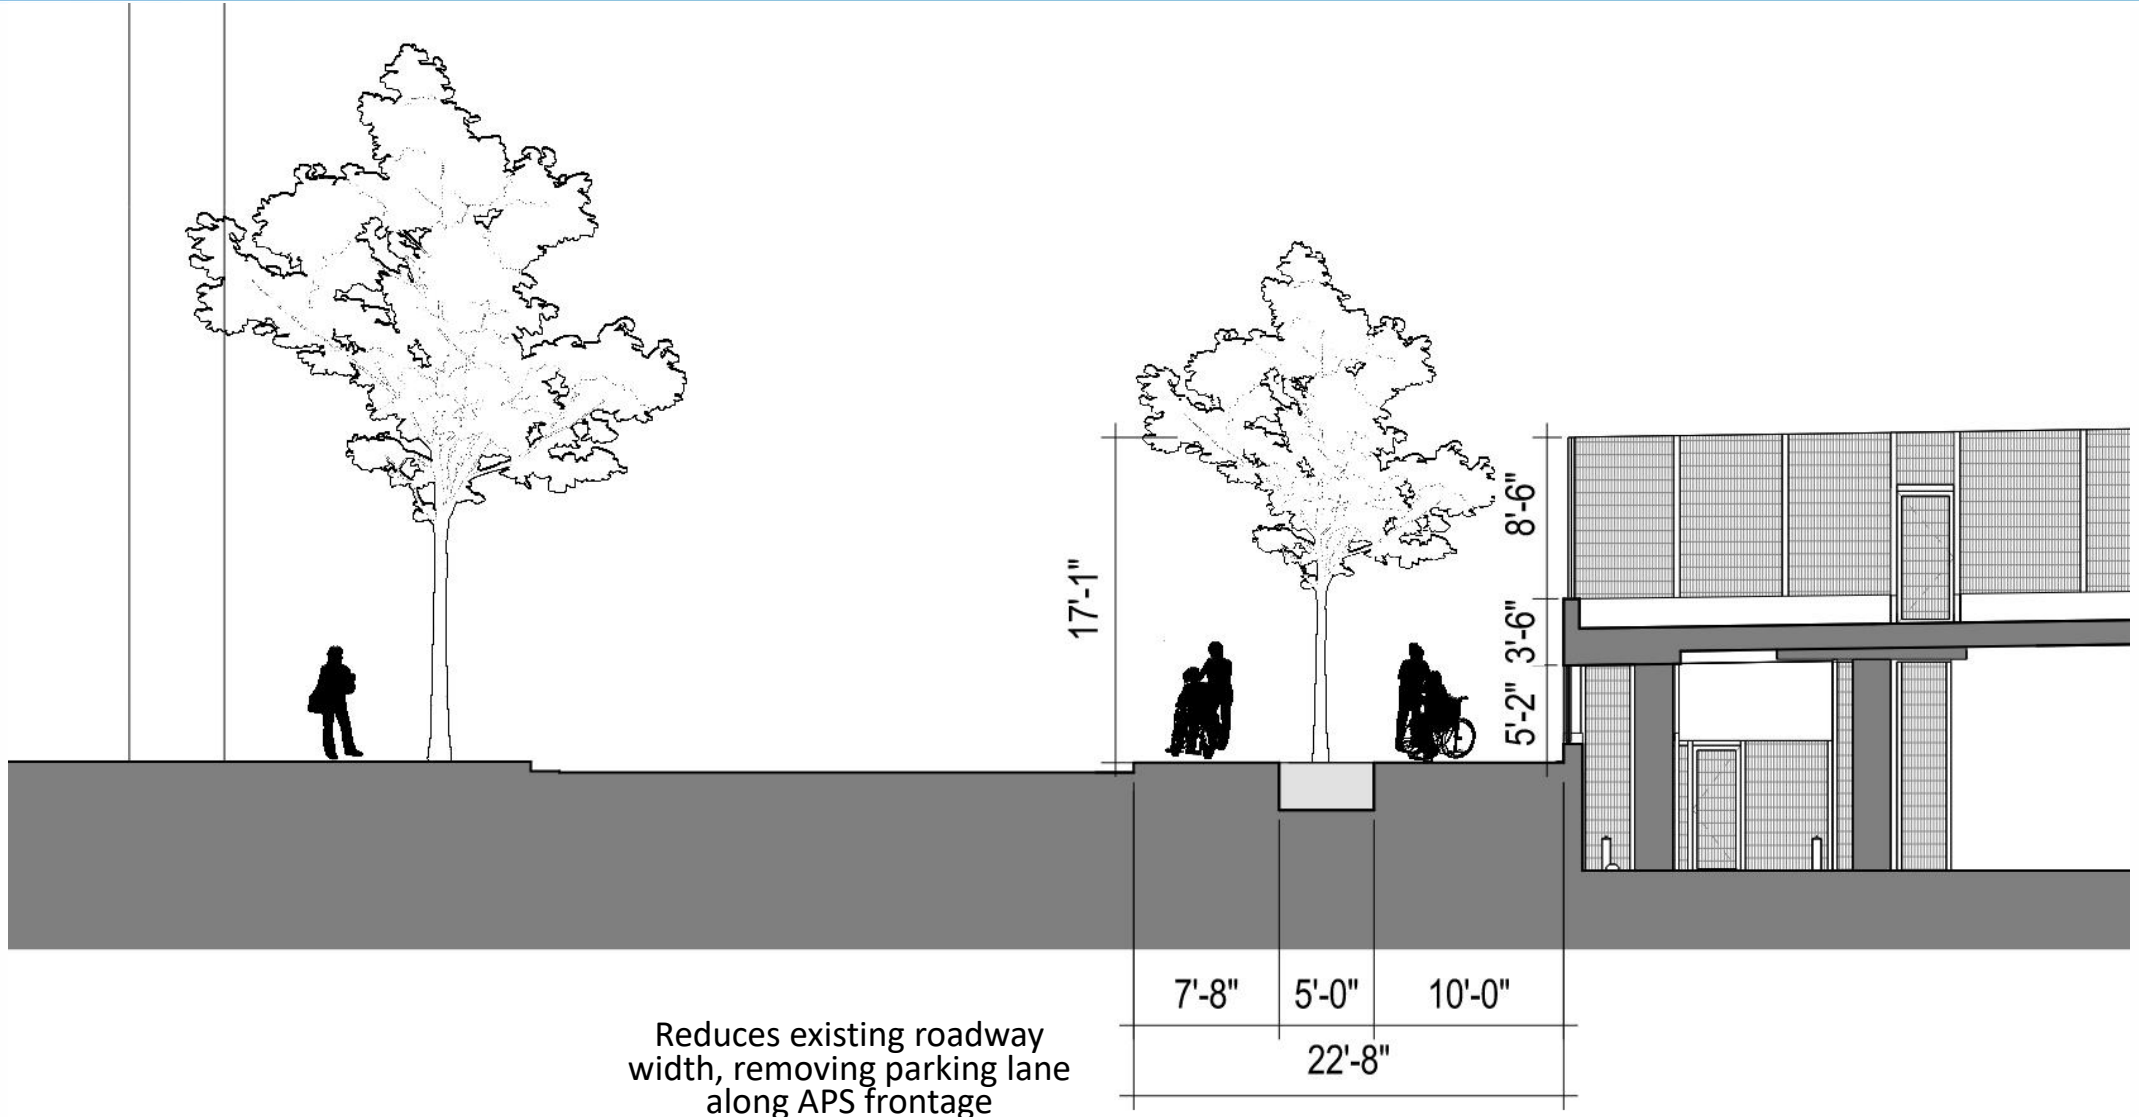 17'-1"
8'-6"
3'-6"
5'-2"
7'-8" 5'-0" 10'-0"
22'-8"
Reduces existing roadway
width, removing parking lane
along APS frontage